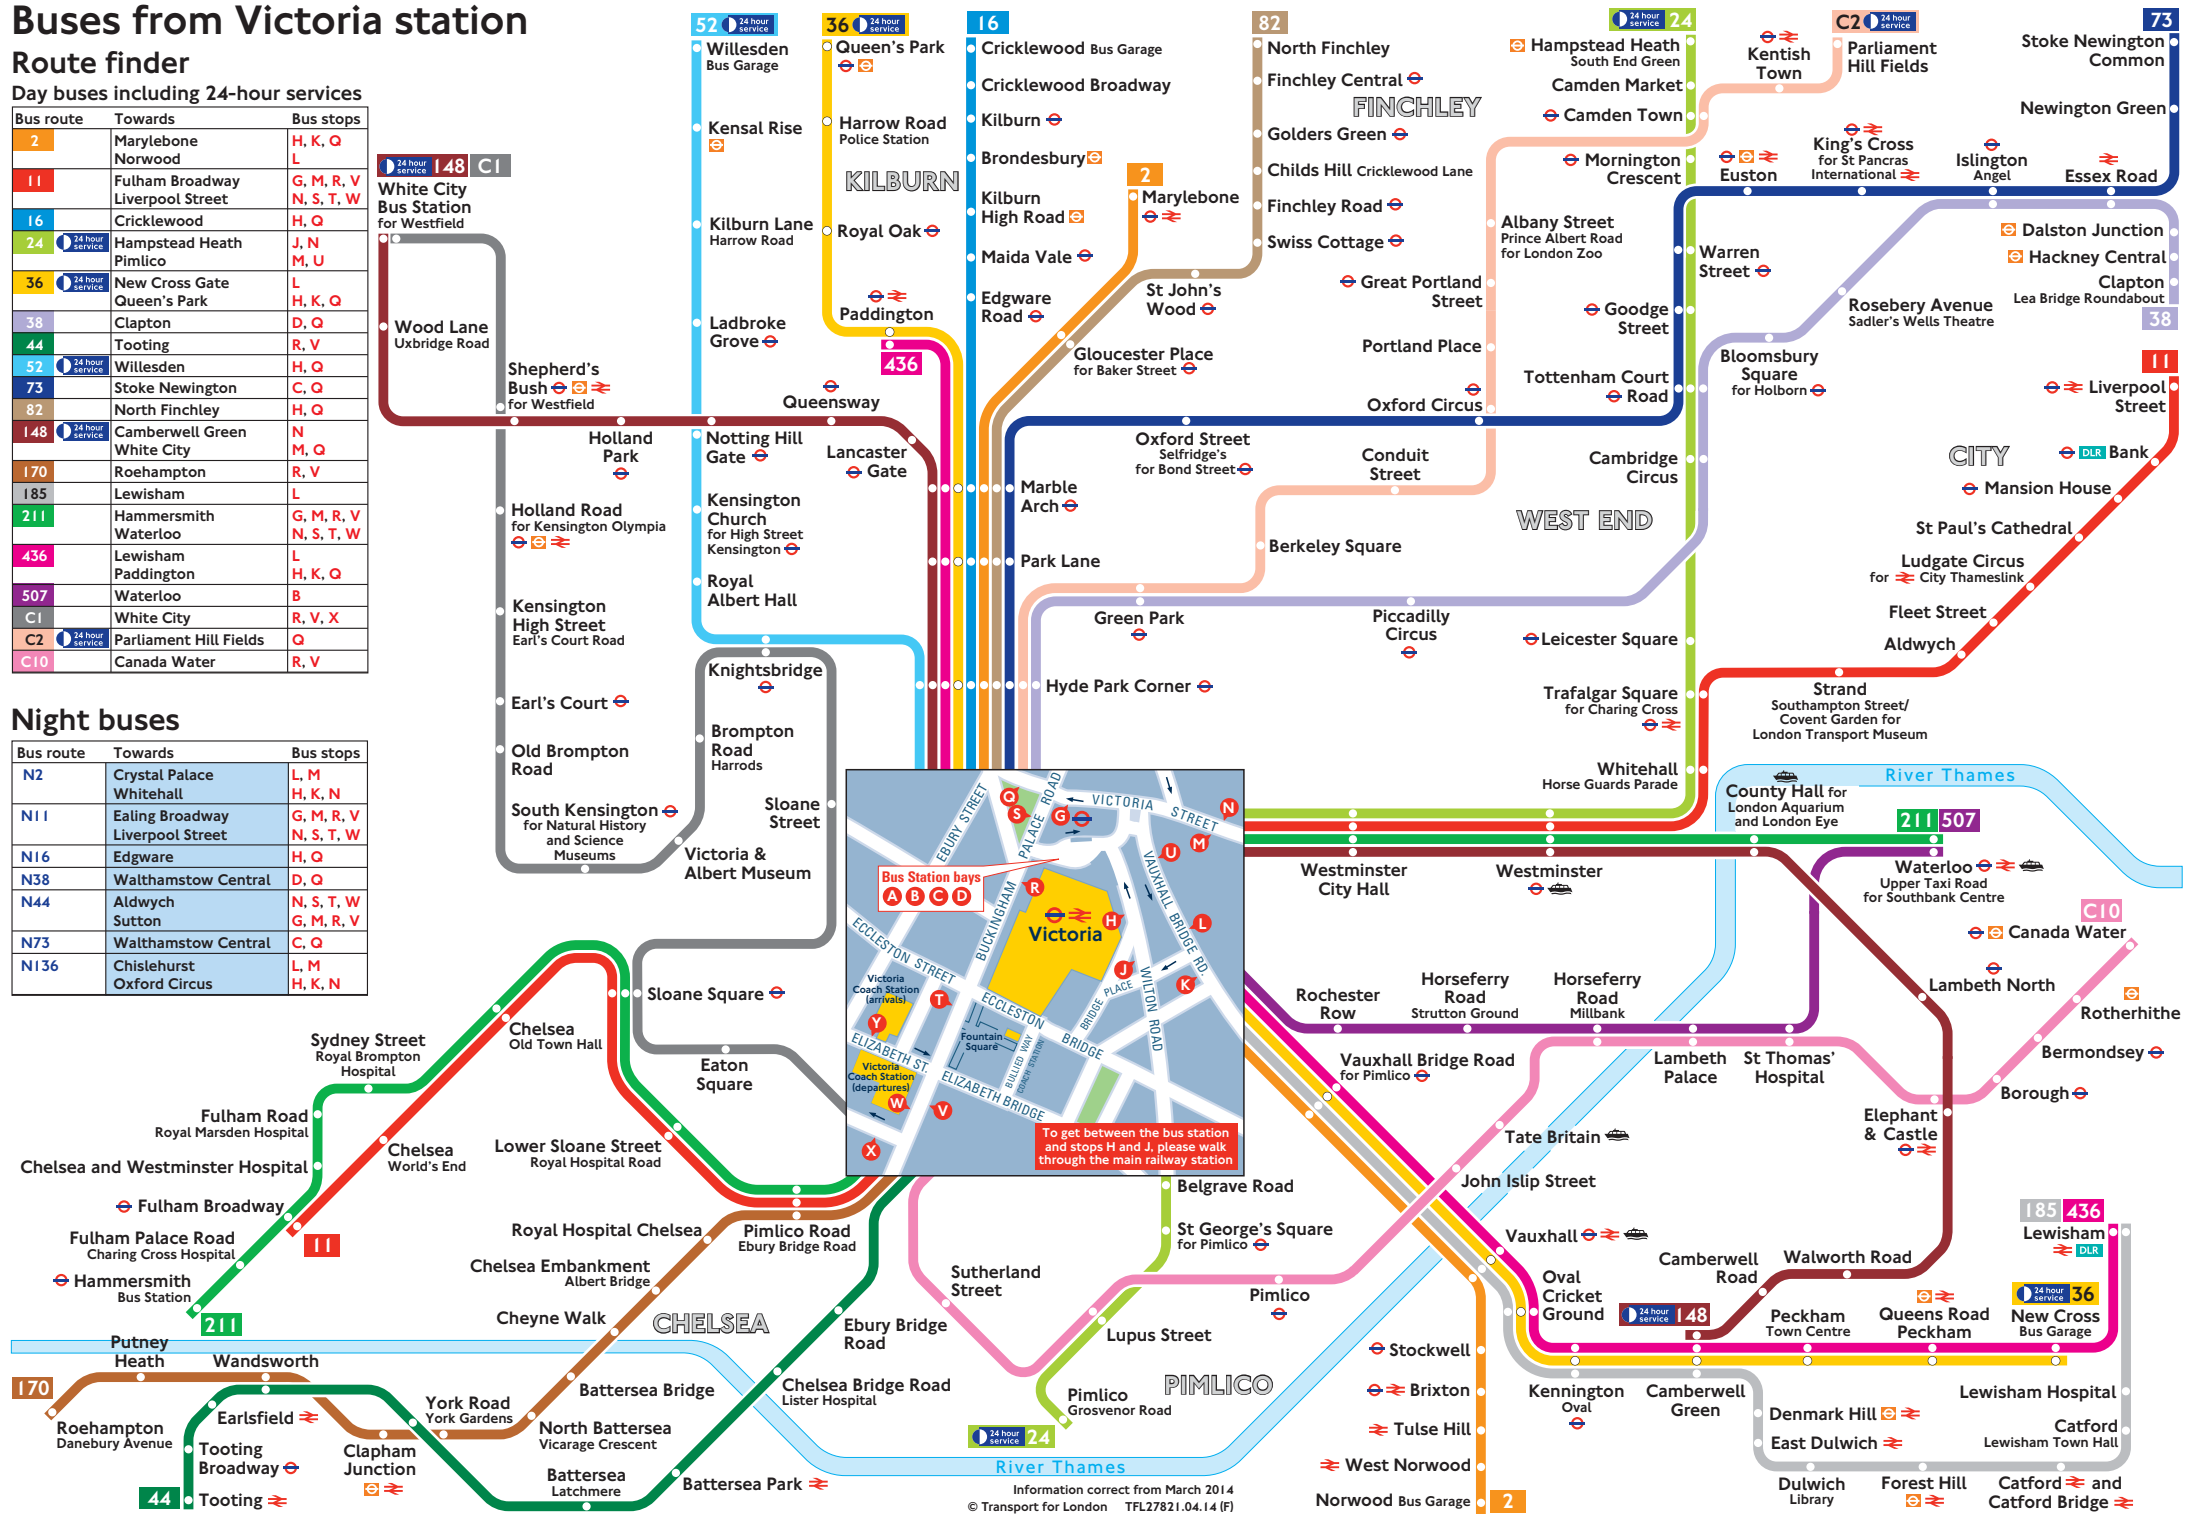 Buses from Victoria station
Route finder
Day buses including 24-hour services
Bus route Towards Bus stops
2 Marylebone H, K, Q
Norwood L
11 Fulham Broadway G, M, R, V
Liverpool Street N, S, T, W
16 Cricklewood H, Q
24 24 hour service Hampstead Heath J, N
Pimlico M, U
36 24 hour service New Cross Gate L
Queen's Park H, K, Q
38 Clapton D, Q
44 Tooting R, V
52 24 hour service Willesden H, Q
73 Stoke Newington C, Q
82 North Finchley H, Q
148 24 hour service Camberwell Green N
White City M, Q
170 Roehampton R, V
185 Lewisham L
211 Hammersmith G, M, R, V
Waterloo N, S, T, W
436 Lewisham L
Paddington H, K, Q
507 Waterloo B
C1 White City R, V, X
C2 24 hour service Parliament Hill Fields Q
C10 Canada Water R, V
Night buses
Bus route Towards Bus stops
N2 Crystal Palace L, M
Whitehall H, K, N
N11 Ealing Broadway G, M, R, V
Liverpool Street N, S, T, W
N16 Edgware H, Q
N38 Walthamstow Central D, Q
N44 Aldwych N, S, T, W
Sutton G, M, R, V
N73 Walthamstow Central C, Q
N136 Chislehurst L, M
Oxford Circus H, K, N
24 hour service 148 C1
White City
Bus Station
for Westfield
Wood Lane
Uxbridge Road
Shepherd's
Bush
for Westfield
Holland
Park
Holland Road
for Kensington Olympia
Kensington
High Street
Earl's Court Road
Earl's Court
Old Brompton
Road
South Kensington
for Natural History
and Science
Museums
Victoria &
Albert Museum
Brompton
Road
Harrods
Knightsbridge
Sloane
Street
Sloane Square
Eaton
Square
52 24 hour service
Willesden
Bus Garage
Kensal Rise
Kilburn Lane
Harrow Road
Ladbroke
Grove
Notting Hill
Gate
Kensington
Church
for High Street
Kensington
Royal
Albert Hall
36 24 hour service
Queen's Park
Harrow Road
Police Station
KILBURN
Royal Oak
Paddington
436
Queensway
Lancaster
Gate
16
Cricklewood Bus Garage
Cricklewood Broadway
Kilburn
Brondesbury
Kilburn
High Road
Maida Vale
Edgware
Road
2
Marylebone
82
North Finchley
Finchley Central
FINCHLEY
Golders Green
Childs Hill Cricklewood Lane
Finchley Road
Swiss Cottage
St John's
Wood
Gloucester Place
for Baker Street
Marble
Arch
Park Lane
Hyde Park Corner
Oxford Street
Selfridge's
for Bond Street
Oxford Circus
Conduit
Street
Berkeley Square
Green Park
Piccadilly
Circus
WEST END
24 hour service 24
Hampstead Heath
South End Green
Camden Market
Camden Town
Mornington
Crescent
Albany Street
Prince Albert Road
for London Zoo
Great Portland
Street
Portland Place
Warren
Street
Goodge
Street
Tottenham Court
Road
Cambridge
Circus
Leicester Square
Trafalgar Square
for Charing Cross
Whitehall
Horse Guards Parade
Kentish
Town
C2 24 hour service
Parliament
Hill Fields
73
Stoke Newington
Common
Newington Green
Euston
King's Cross
for St Pancras
International
Islington
Angel
Essex Road
Dalston Junction
Hackney Central
Clapton
Lea Bridge Roundabout
38
Rosebery Avenue
Sadler's Wells Theatre
Bloomsbury
Square
for Holborn
11
Liverpool
Street
CITY
DLR Bank
Mansion House
St Paul's Cathedral
Ludgate Circus
for City Thameslink
Fleet Street
Aldwych
Strand
Southampton Street/
Covent Garden for
London Transport Museum
River Thames
County Hall for
London Aquarium
and London Eye
211 507
Waterloo
Upper Taxi Road
for Southbank Centre
Westminster
City Hall
Westminster
C10
Canada Water
Rotherhithe
Bermondsey
Borough
Lambeth North
Elephant
& Castle
Rochester
Row
Horseferry
Road
Strutton Ground
Horseferry
Road
Millbank
Lambeth
Palace
St Thomas'
Hospital
Vauxhall Bridge Road
for Pimlico
Tate Britain
John Islip Street
Vauxhall
Oval
Cricket
Ground
Camberwell
Road
Walworth Road
24 hour service 148
Peckham
Town Centre
Queens Road
Peckham
24 hour service 36
New Cross
Bus Garage
185 436
Lewisham
DLR
Lewisham Hospital
Catford
Lewisham Town Hall
Catford and
Catford Bridge
Forest Hill
Dulwich
Library
East Dulwich
Denmark Hill
Camberwell
Green
Kennington
Oval
Stockwell
Brixton
Tulse Hill
West Norwood
Norwood Bus Garage
2
Q
S
G
N
M
U
R
H
L
J
K
T
Y
W
V
X
EBURY STREET
BUCKINGHAM
PALACE ROAD
VICTORIA
STREET
VAUXHALL BRIDGE RD.
WILTON ROAD
Bus Station bays
A B C D
Victoria
ECCLESTON STREET
ECCLESTON
BRIDGE
BRIDGE PLACE
Victoria
Coach Station
(arrivals)
Fountain
Square
BULLIED WAY
COACH STATION
ELIZABETH ST.
ELIZABETH BRIDGE
Victoria
Coach Station
(departures)
To get between the bus station
and stops H and J, please walk
through the main railway station
Belgrave Road
St George's Square
for Pimlico
Pimlico
Lupus Street
Sutherland
Street
Pimlico
Grosvenor Road
PIMLICO
24 hour service 24
Chelsea
Old Town Hall
Sydney Street
Royal Brompton
Hospital
Fulham Road
Royal Marsden Hospital
Chelsea and Westminster Hospital
Chelsea
World's End
Fulham Broadway
Fulham Palace Road
Charing Cross Hospital
Hammersmith
Bus Station
11
211
Lower Sloane Street
Royal Hospital Road
Pimlico Road
Ebury Bridge Road
Royal Hospital Chelsea
Chelsea Embankment
Albert Bridge
Cheyne Walk
CHELSEA
Ebury Bridge
Road
Chelsea Bridge Road
Lister Hospital
Battersea Bridge
North Battersea
Vicarage Crescent
York Road
York Gardens
Clapham
Junction
Wandsworth
Putney
Heath
170
Roehampton
Danebury Avenue
Earlsfield
Tooting
Broadway
44
Tooting
Battersea
Latchmere
Battersea Park
River Thames
Information correct from March 2014
© Transport for London TFL27821.04.14 (F)